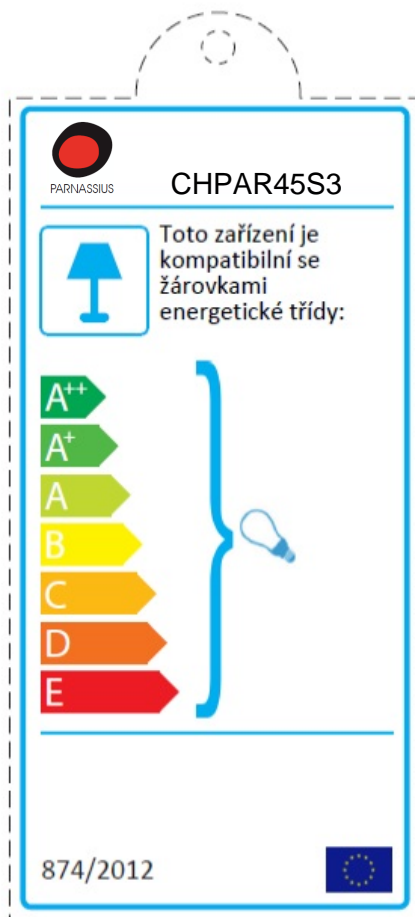 PARNASSIUS
CHPAR45S3
Toto zařízení je
kompatibilní se
žárovkami
energetické třídy:
A++
A+
A
B
C
D
E
874/2012